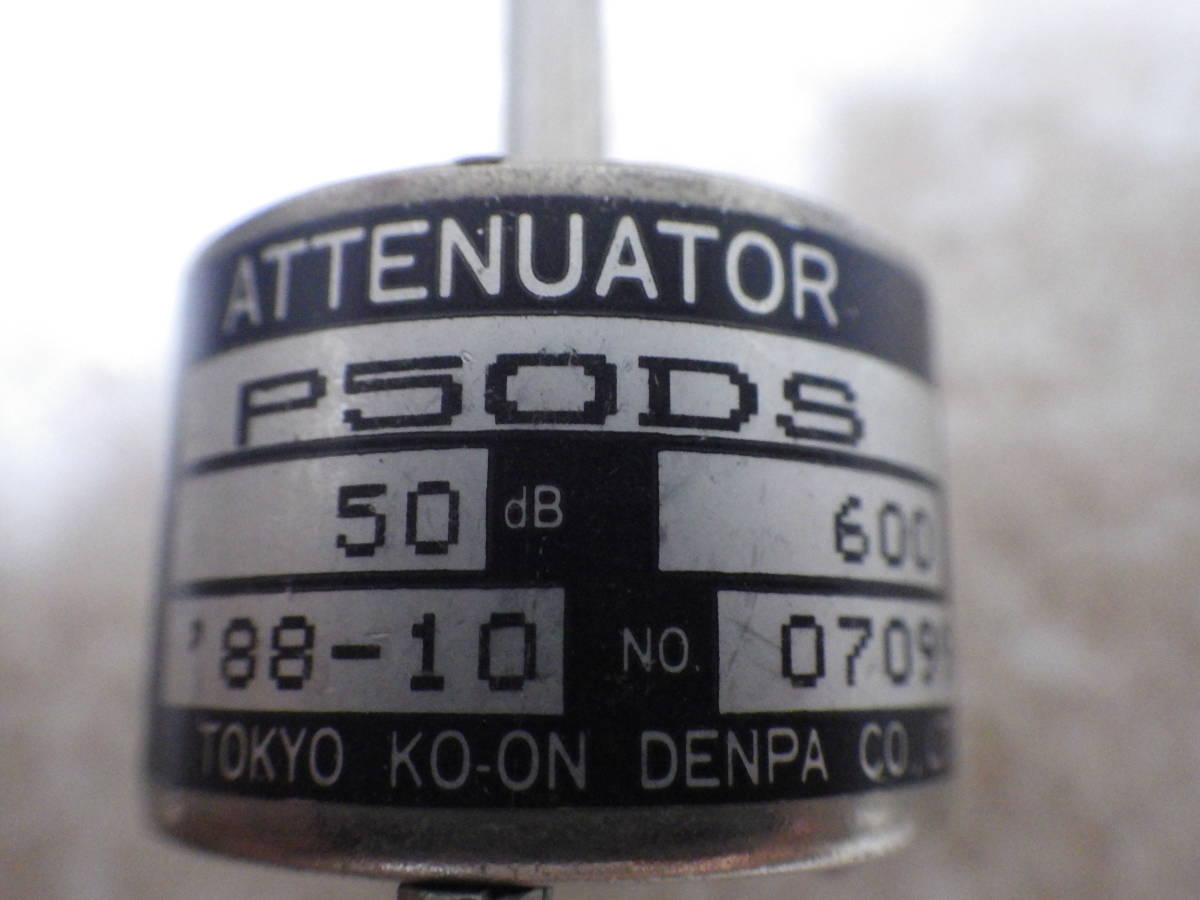 ATTENUATOR
P50DS
50 dB 600
'88-10 NO. 0709
TOKYO KO-ON DENPA CO.,